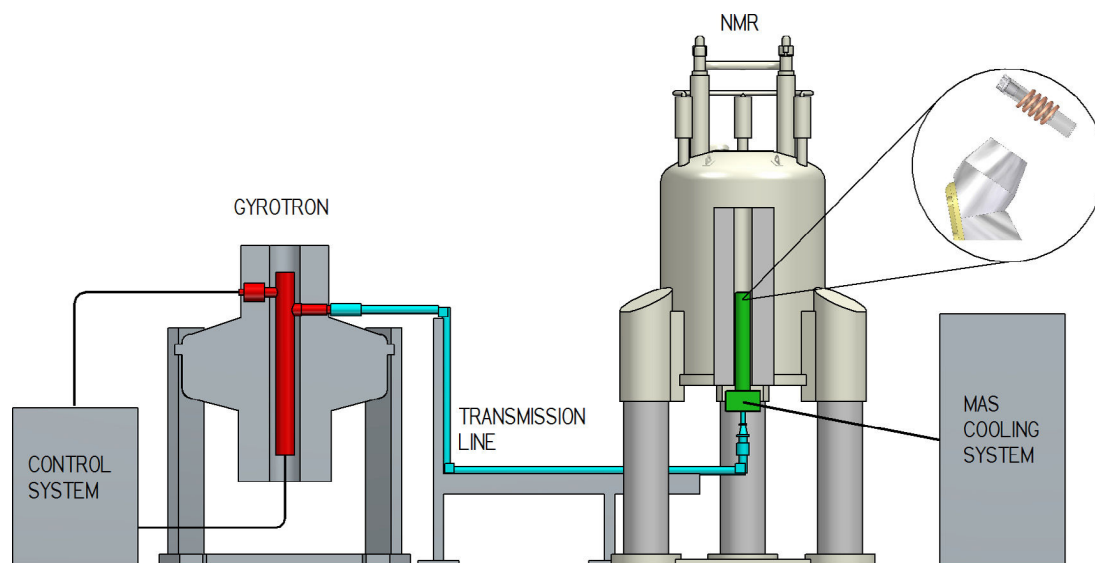 NMR
GYROTRON
TRANSMISSION
LINE
CONTROL
SYSTEM
MAS
COOLING
SYSTEM